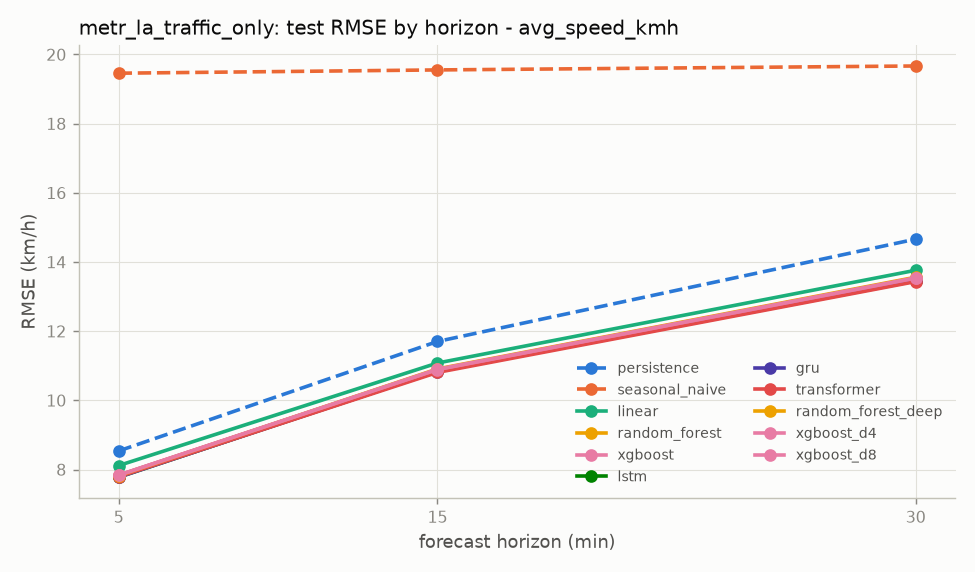 metr_la_traffic_only: test RMSE by horizon - avg_speed_kmh
20
18
16
14
12
10
8
RMSE (km/h)
persistence
seasonal_naive
linear
random_forest
xgboost
lstm
gru
transformer
random_forest_deep
xgboost_d4
xgboost_d8
5
15
30
forecast horizon (min)